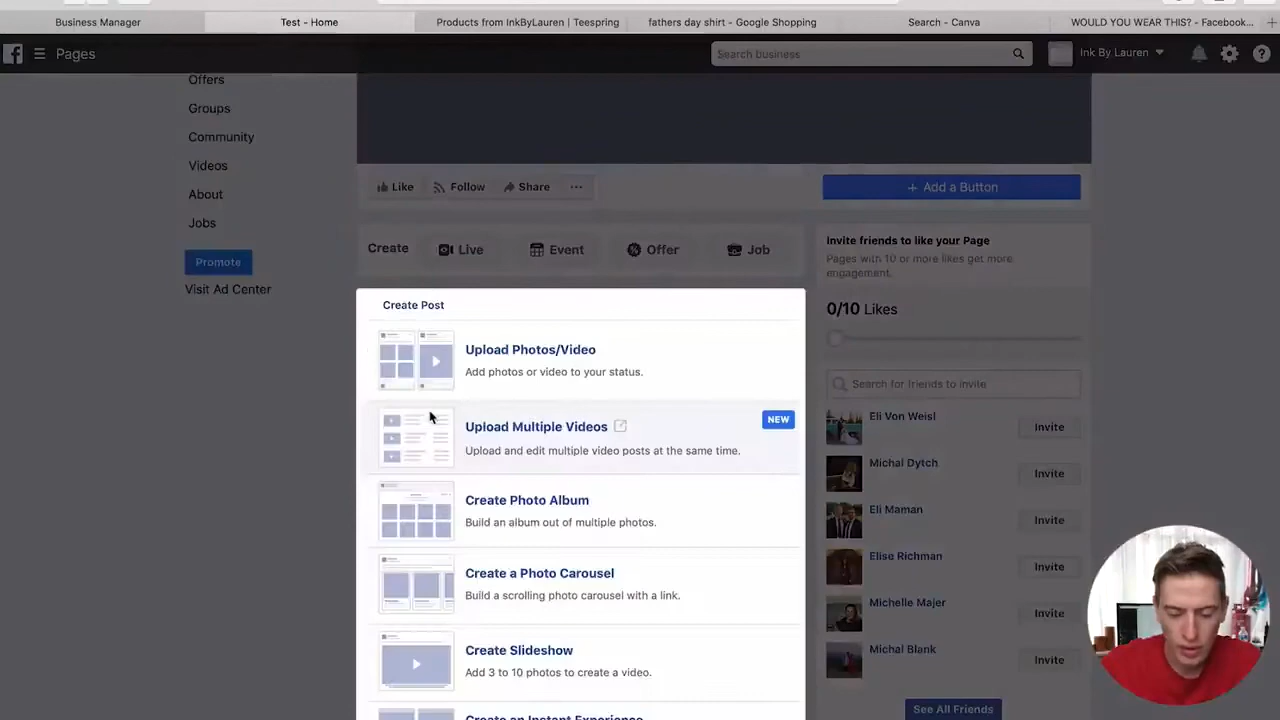 Business Manager
Test - Home
Products from InkByLauren | Teespring
fathers day shirt - Google Shopping
Search - Canva
WOULD YOU WEAR THIS? - Facebook...
Pages
Search business
Ink By Lauren
Offers
Groups
Community
Videos
About
Jobs
Promote
Visit Ad Center
Like
Follow
Share
+ Add a Button
Create
Live
Event
Offer
Job
Create Post
Upload Photos/Video
Add photos or video to your status.
Upload Multiple Videos
NEW
Upload and edit multiple video posts at the same time.
Create Photo Album
Build an album out of multiple photos.
Create a Photo Carousel
Build a scrolling photo carousel with a link.
Create Slideshow
Add 3 to 10 photos to create a video.
Create an Instant Experience
Invite friends to like your Page
Pages with 10 or more likes get more
engagement.
0/10 Likes
Search for friends to invite
Eli Von Weisl
Invite
Michal Dytch
Invite
Eli Maman
Invite
Elise Richman
Invite
Michelle Majer
Invite
Michal Blank
Invite
See All Friends